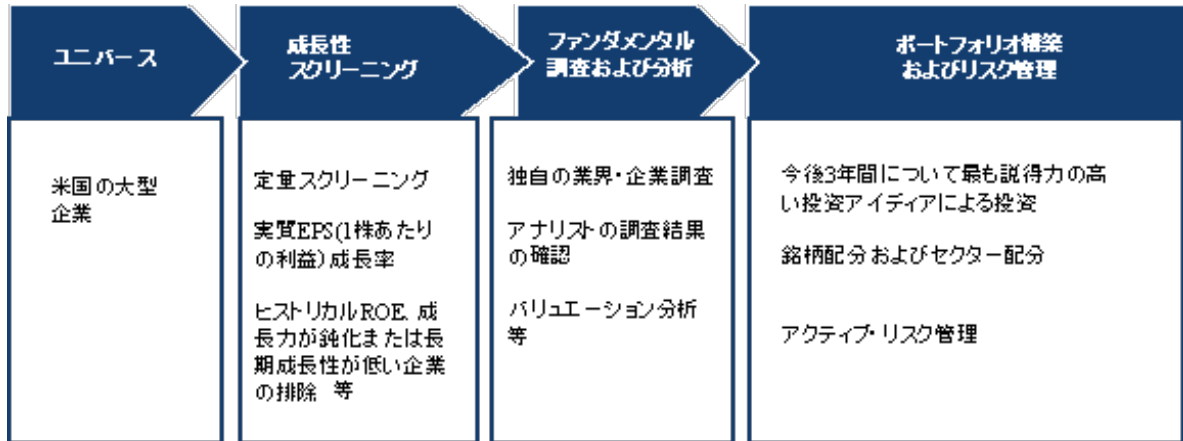 ユニバース
成長性
スクリーニング
ファンダメンタル
調査および分析
ポートフォリオ構築
およびリスク管理
米国の大型
企業
定量スクリーニング
実質EPS(1株あたり
の利益)成長率
ヒストリカルROE、成
長力が鈍化または長
期成長性が低い企業
の排除 等
独自の業界・企業調査
アナリストの調査結果
の確認
バリュエーション分析
等
今後3年間について最も説得力の高
い投資アイディアによる投資
銘柄配分およびセクター配分
アクティブ・リスク管理